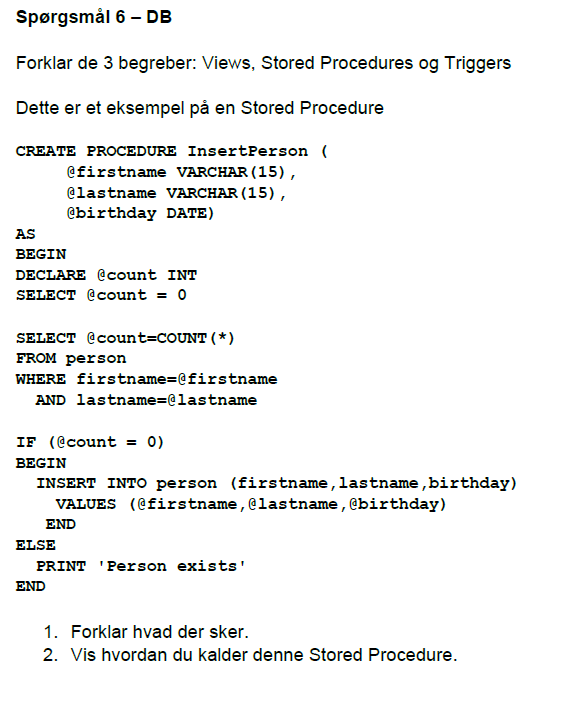 Spørgsmål 6 – DB
Forklar de 3 begreber: Views, Stored Procedures og Triggers
Dette er et eksempel på en Stored Procedure
CREATE PROCEDURE InsertPerson (
@firstname VARCHAR(15),
@lastname VARCHAR(15),
@birthday DATE)
AS
BEGIN
DECLARE @count INT
SELECT @count = 0
SELECT @count=COUNT(*)
FROM person
WHERE firstname=@firstname
AND lastname=@lastname
IF (@count = 0)
BEGIN
INSERT INTO person (firstname,lastname,birthday)
VALUES (@firstname,@lastname,@birthday)
END
ELSE
PRINT 'Person exists'
END
1. Forklar hvad der sker.
2. Vis hvordan du kalder denne Stored Procedure.